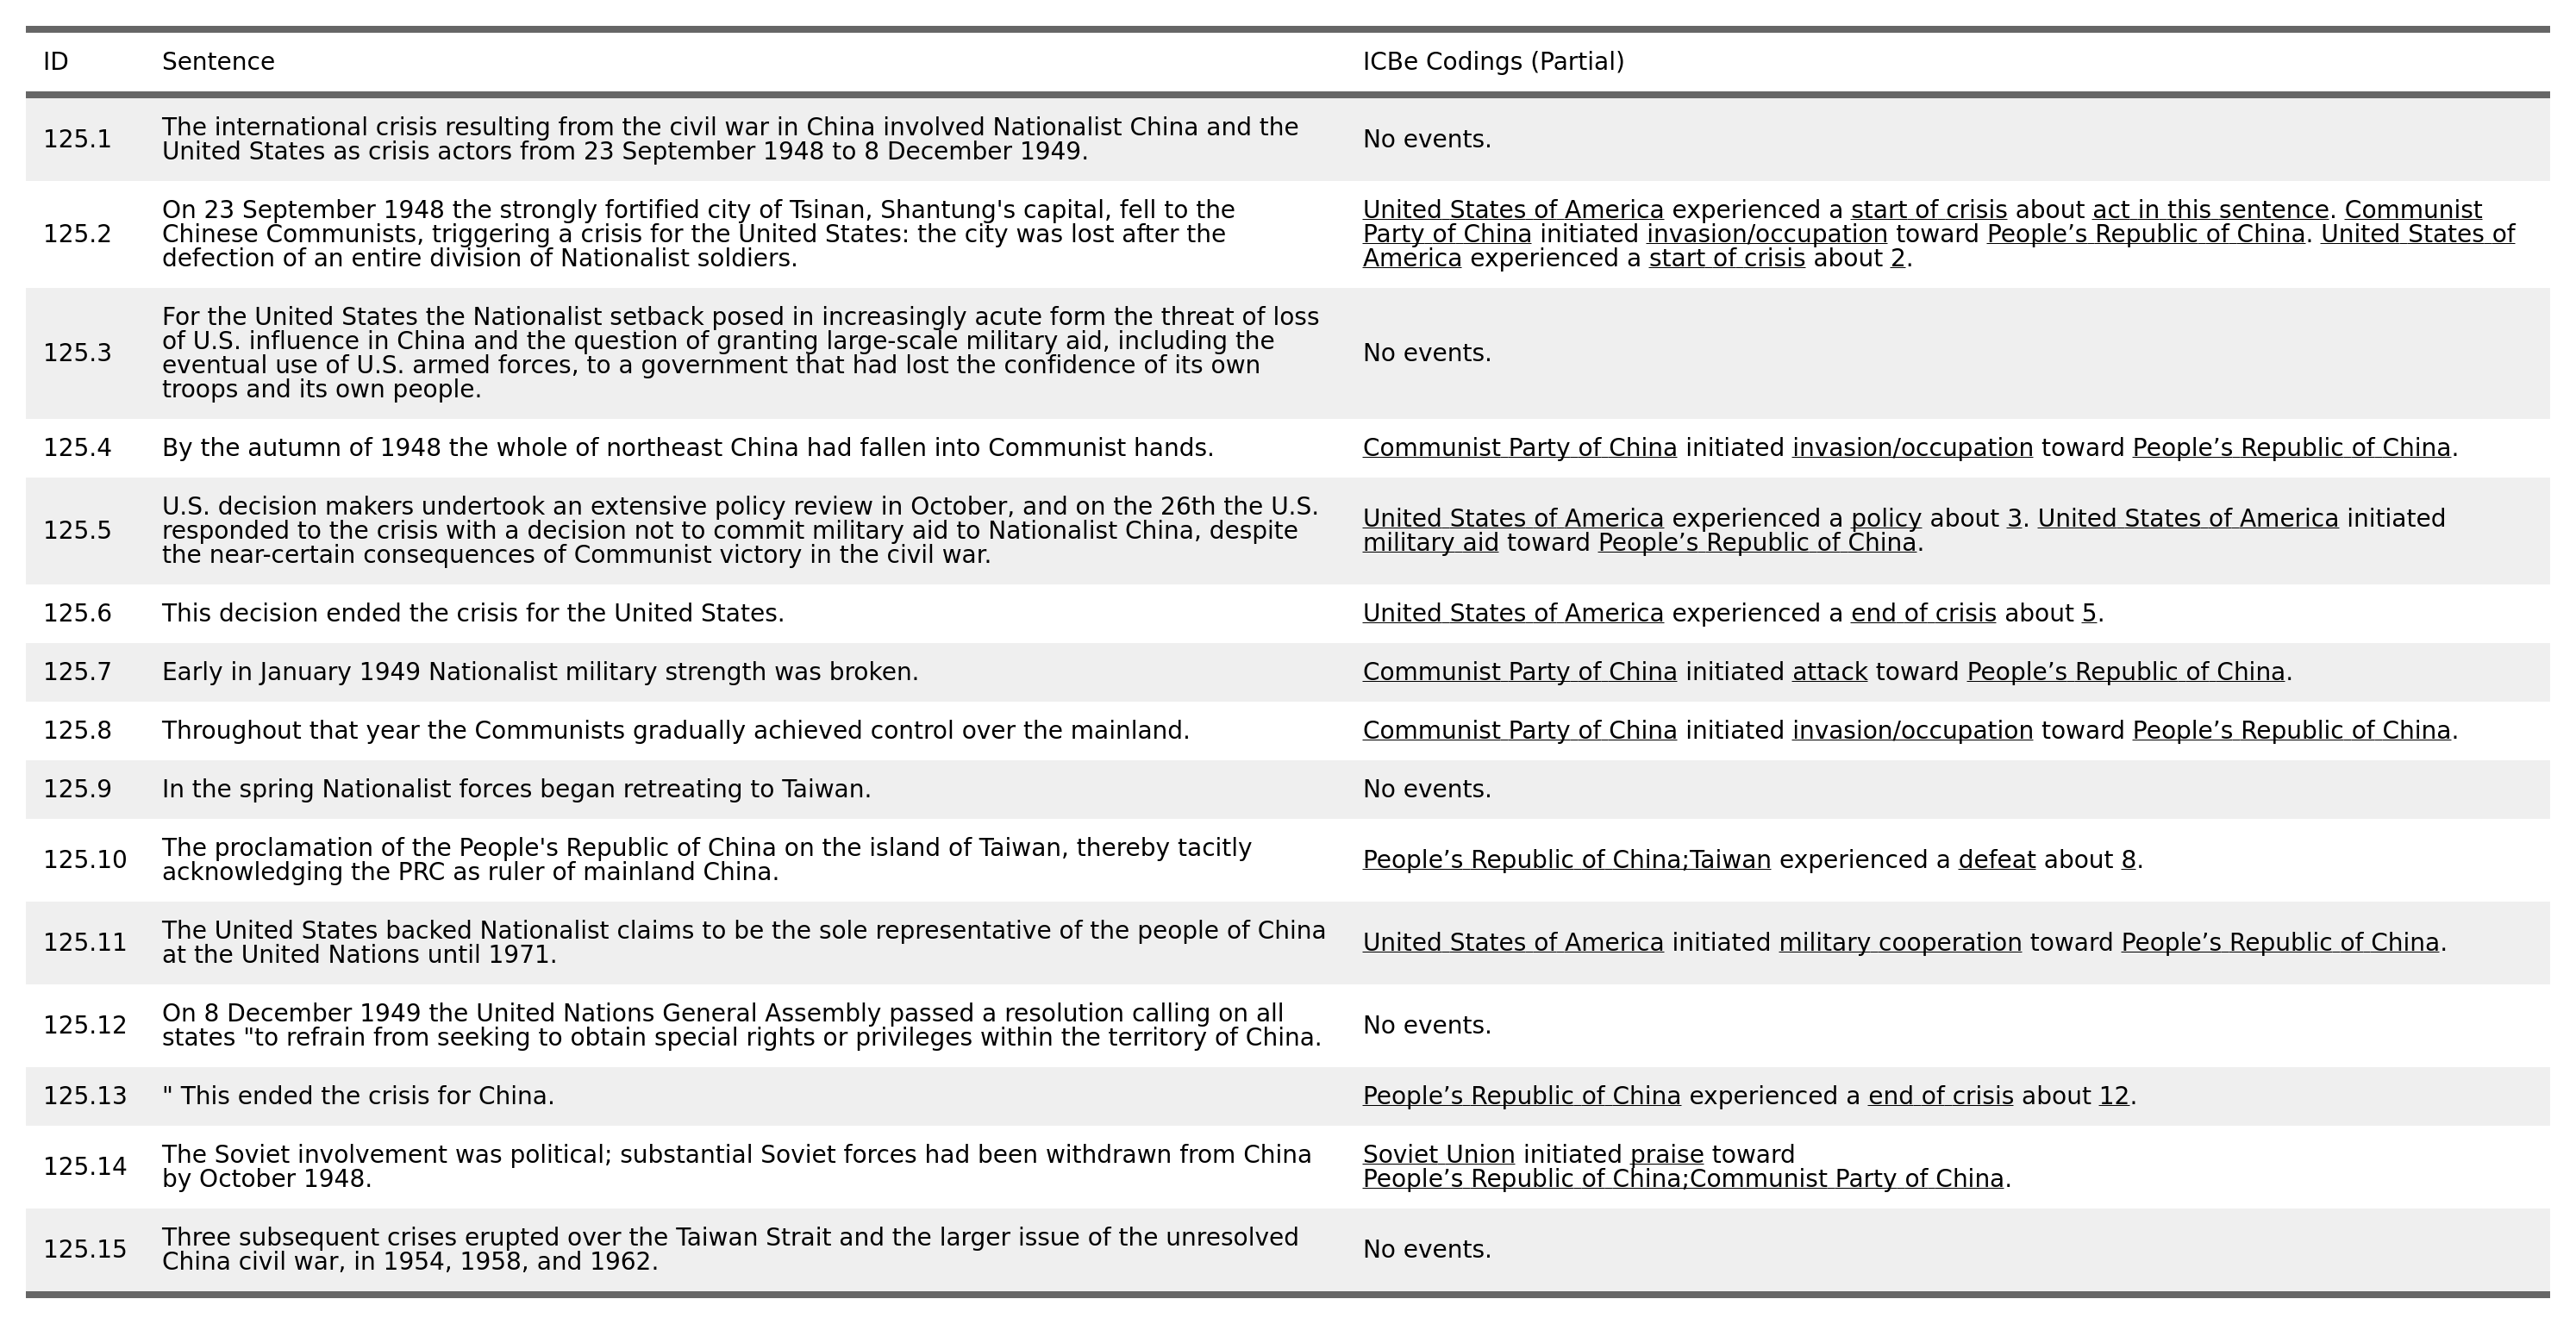 ID Sentence ICBe Codings (Partial)
125.1 The international crisis resulting from the civil war in China involved Nationalist China and the
United States as crisis actors from 23 September 1948 to 8 December 1949.
No events.
125.2 On 23 September 1948 the strongly fortified city of Tsinan, Shantung's capital, fell to the
Chinese Communists, triggering a crisis for the United States: the city was lost after the
defection of an entire division of Nationalist soldiers.
United States of America experienced a start of crisis about act in this sentence. Communist
Party of China initiated invasion/occupation toward People’s Republic of China. United States of
America experienced a start of crisis about 2.
125.3 For the United States the Nationalist setback posed in increasingly acute form the threat of loss
of U.S. influence in China and the question of granting large-scale military aid, including the
eventual use of U.S. armed forces, to a government that had lost the confidence of its own
troops and its own people.
No events.
125.4 By the autumn of 1948 the whole of northeast China had fallen into Communist hands.
Communist Party of China initiated invasion/occupation toward People’s Republic of China.
125.5 U.S. decision makers undertook an extensive policy review in October, and on the 26th the U.S.
responded to the crisis with a decision not to commit military aid to Nationalist China, despite
the near-certain consequences of Communist victory in the civil war.
United States of America experienced a policy about 3. United States of America initiated
military aid toward People’s Republic of China.
125.6 This decision ended the crisis for the United States.
United States of America experienced a end of crisis about 5.
125.7 Early in January 1949 Nationalist military strength was broken.
Communist Party of China initiated attack toward People’s Republic of China.
125.8 Throughout that year the Communists gradually achieved control over the mainland.
Communist Party of China initiated invasion/occupation toward People’s Republic of China.
125.9 In the spring Nationalist forces began retreating to Taiwan.
No events.
125.10 The proclamation of the People's Republic of China on the island of Taiwan, thereby tacitly
acknowledging the PRC as ruler of mainland China.
People’s Republic of China;Taiwan experienced a defeat about 8.
125.11 The United States backed Nationalist claims to be the sole representative of the people of China
at the United Nations until 1971.
United States of America initiated military cooperation toward People’s Republic of China.
125.12 On 8 December 1949 the United Nations General Assembly passed a resolution calling on all
states "to refrain from seeking to obtain special rights or privileges within the territory of China.
No events.
125.13 " This ended the crisis for China.
People’s Republic of China experienced a end of crisis about 12.
125.14 The Soviet involvement was political; substantial Soviet forces had been withdrawn from China
by October 1948.
Soviet Union initiated praise toward
People’s Republic of China;Communist Party of China.
125.15 Three subsequent crises erupted over the Taiwan Strait and the larger issue of the unresolved
China civil war, in 1954, 1958, and 1962.
No events.